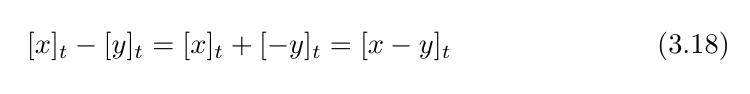 [x]_t − [y]_t = [x]_t + [−y]_t = [x − y]_t (3.18)